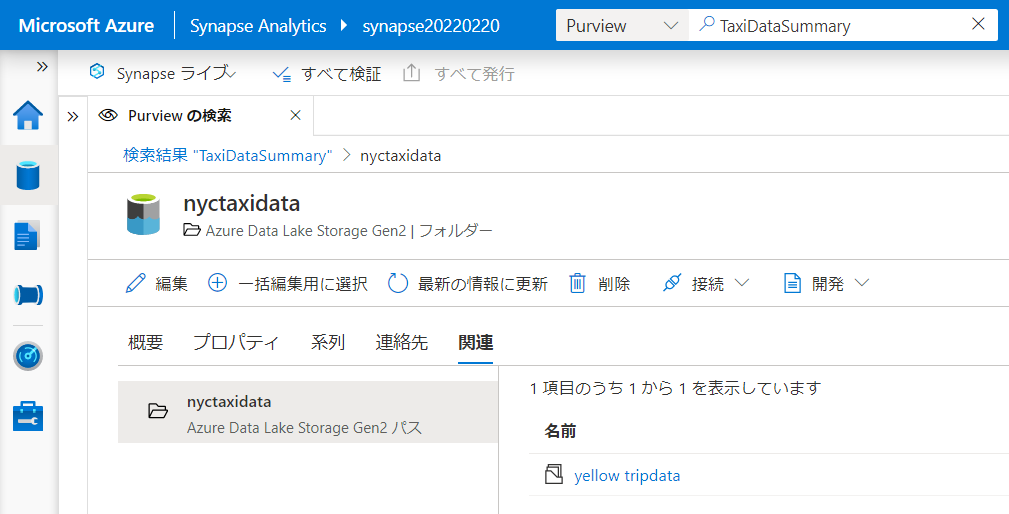 Microsoft Azure Synapse Analytics synapse20220220 Purview TaxiDataSummary
Synapse ライブ すべて検証 すべて発行
Purview の検索
検索結果 "TaxiDataSummary" > nyctaxidata
nyctaxidata
Azure Data Lake Storage Gen2 | フォルダー
編集 一括編集用に選択 最新の情報に更新 削除 接続 開発
概要 プロパティ 系列 連絡先 関連
nyctaxidata
Azure Data Lake Storage Gen2 パス
1 項目のうち 1 から 1 を表示しています
名前
yellow tripdata